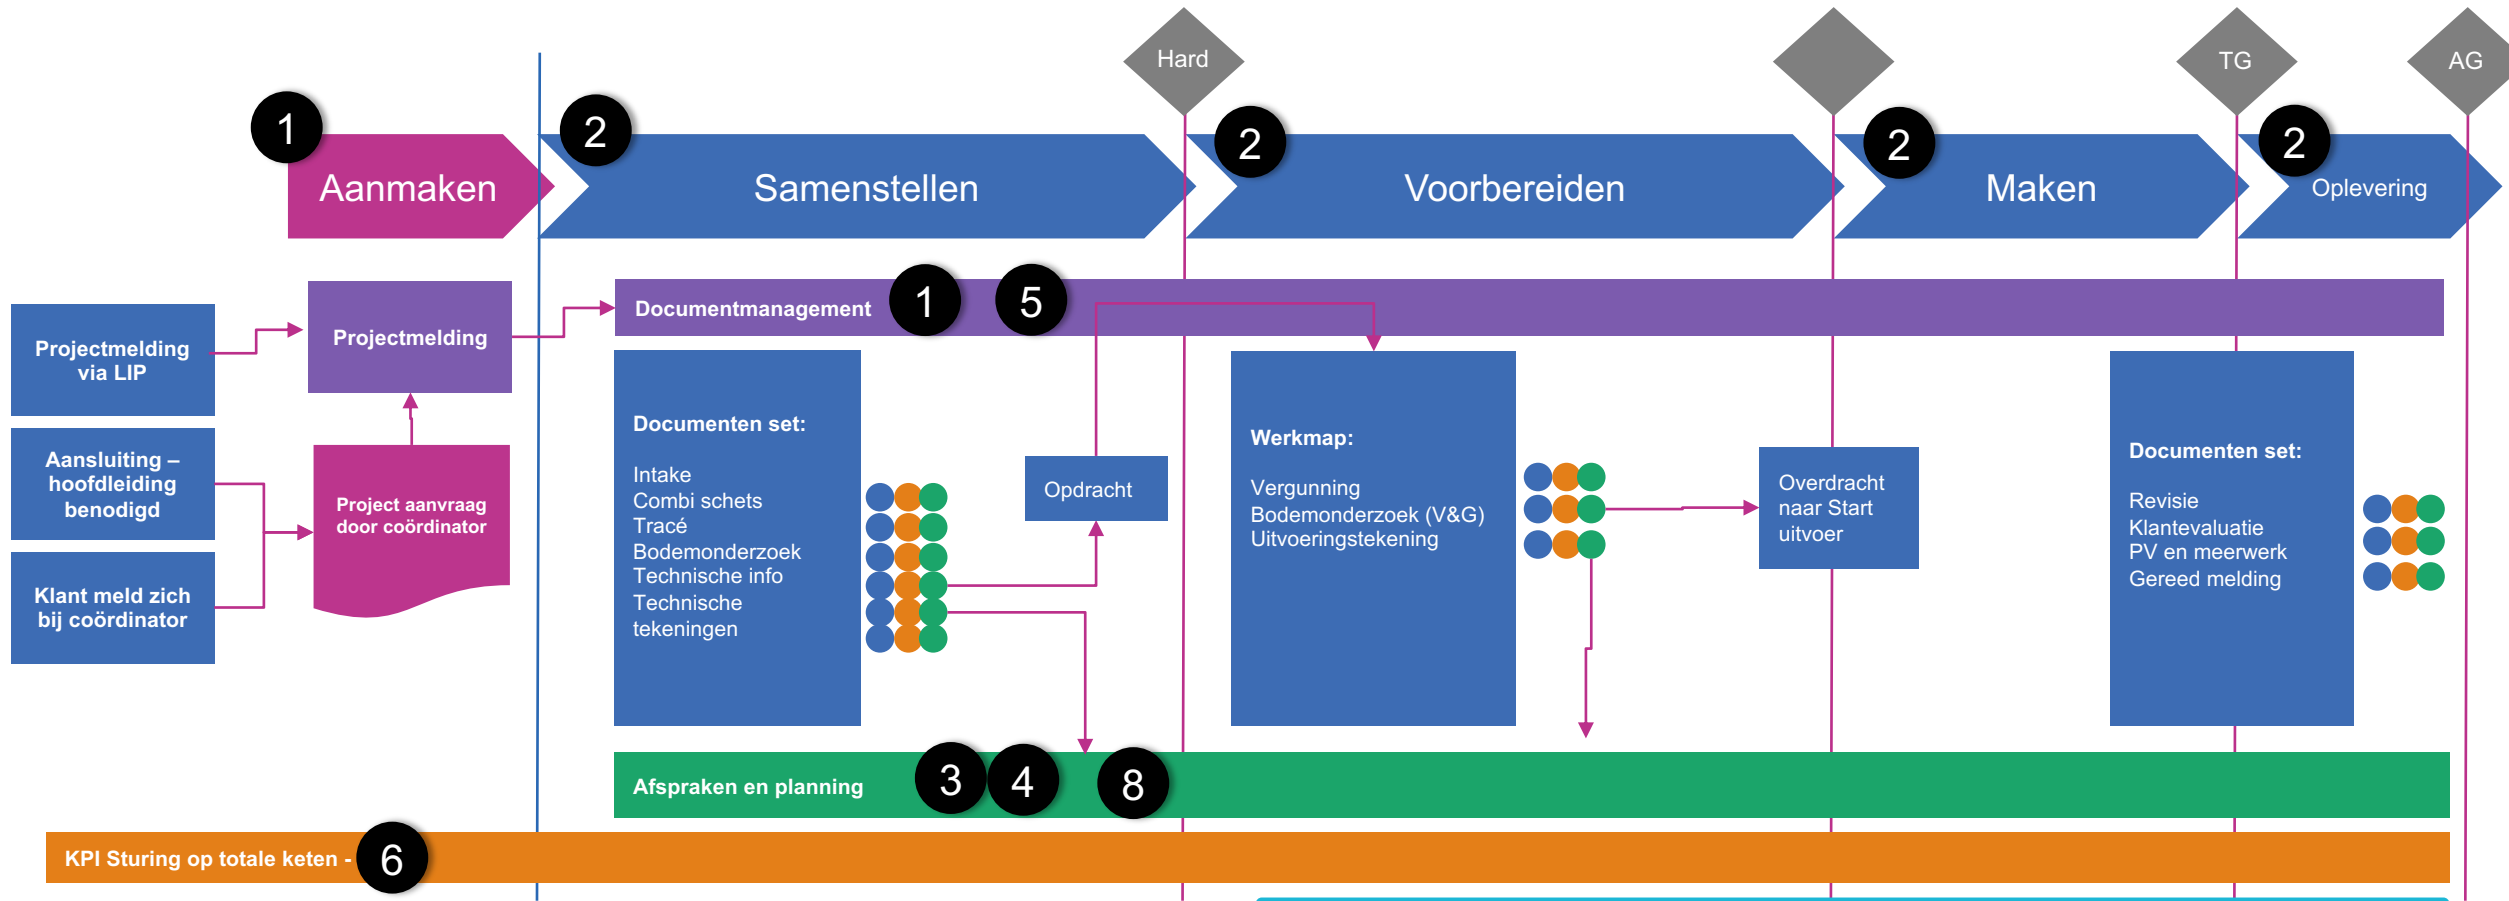 Hard
TG
AG
1
2
2
2
2
Aanmaken
Samenstellen
Voorbereiden
Maken
Oplevering
Projectmelding
via LIP
Aansluiting –
hoofdleiding
benodigd
Klant meld zich
bij coördinator
Projectmelding
Project aanvraag
door coördinator
Documentmanagement
1
5
Documenten set:
Intake
Combi schets
Tracé
Bodemonderzoek
Technische info
Technische
tekeningen
Opdracht
Werkmap:
Vergunning
Bodemonderzoek (V&G)
Uitvoeringstekening
Overdracht
naar Start
uitvoer
Documenten set:
Revisie
Klantevaluatie
PV en meerwerk
Gereed melding
Afspraken en planning
3
4
8
KPI Sturing op totale keten -
6